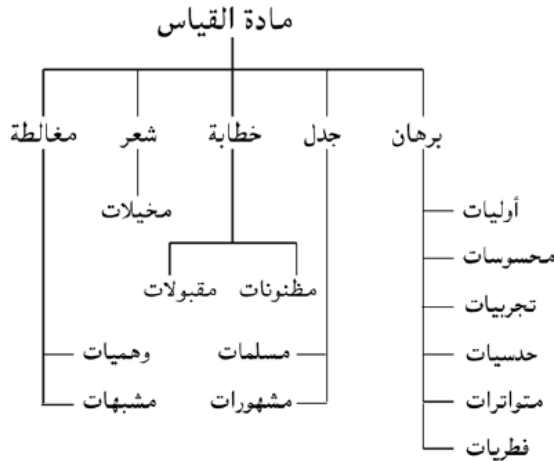 مادة القياس
برهان جدل خطابة شعر مغالطة
أوليات مخيلات
محسوسات
مظنونات مقبولات
تجربيات
حدسيات مسلمات وهميات
متواترات مشهورات مشبهات
فطريات